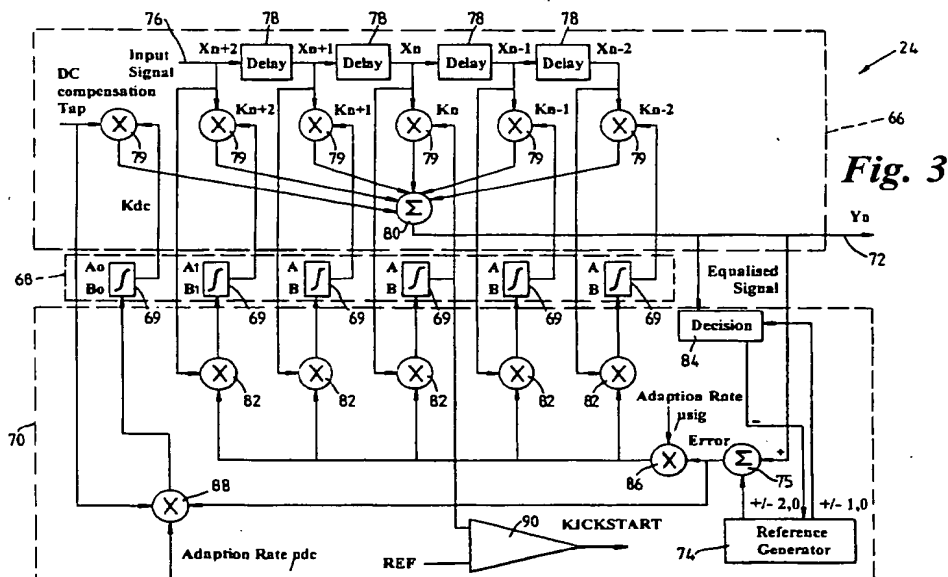 76 78 78 78 78
Xn+2 Xn+1 Xn Xn-1 Xn-2
Input Signal
Delay Delay Delay Delay
24
DC compensation Tap
Kn+2 Kn+1 Kn Kn-1 Kn-2
66
X X X X X X
79 79 79 79 79 79
Fig. 3
Kdc
Σ
80
Yn
72
68
Ao Bo ∫ 69
A1 B1 ∫ 69
A B ∫ 69
A B ∫ 69
A B ∫ 69
A B ∫ 69
Equalised Signal
Decision
84
X X X X X
82 82 82 82 82
Adaption Rate μsig
70
Error
-
+
X
86
Σ
75
X
88
+/- 2,0
+/- 1,0
90
KICKSTART
REF
74
Reference Generator
Adaption Rate μdc